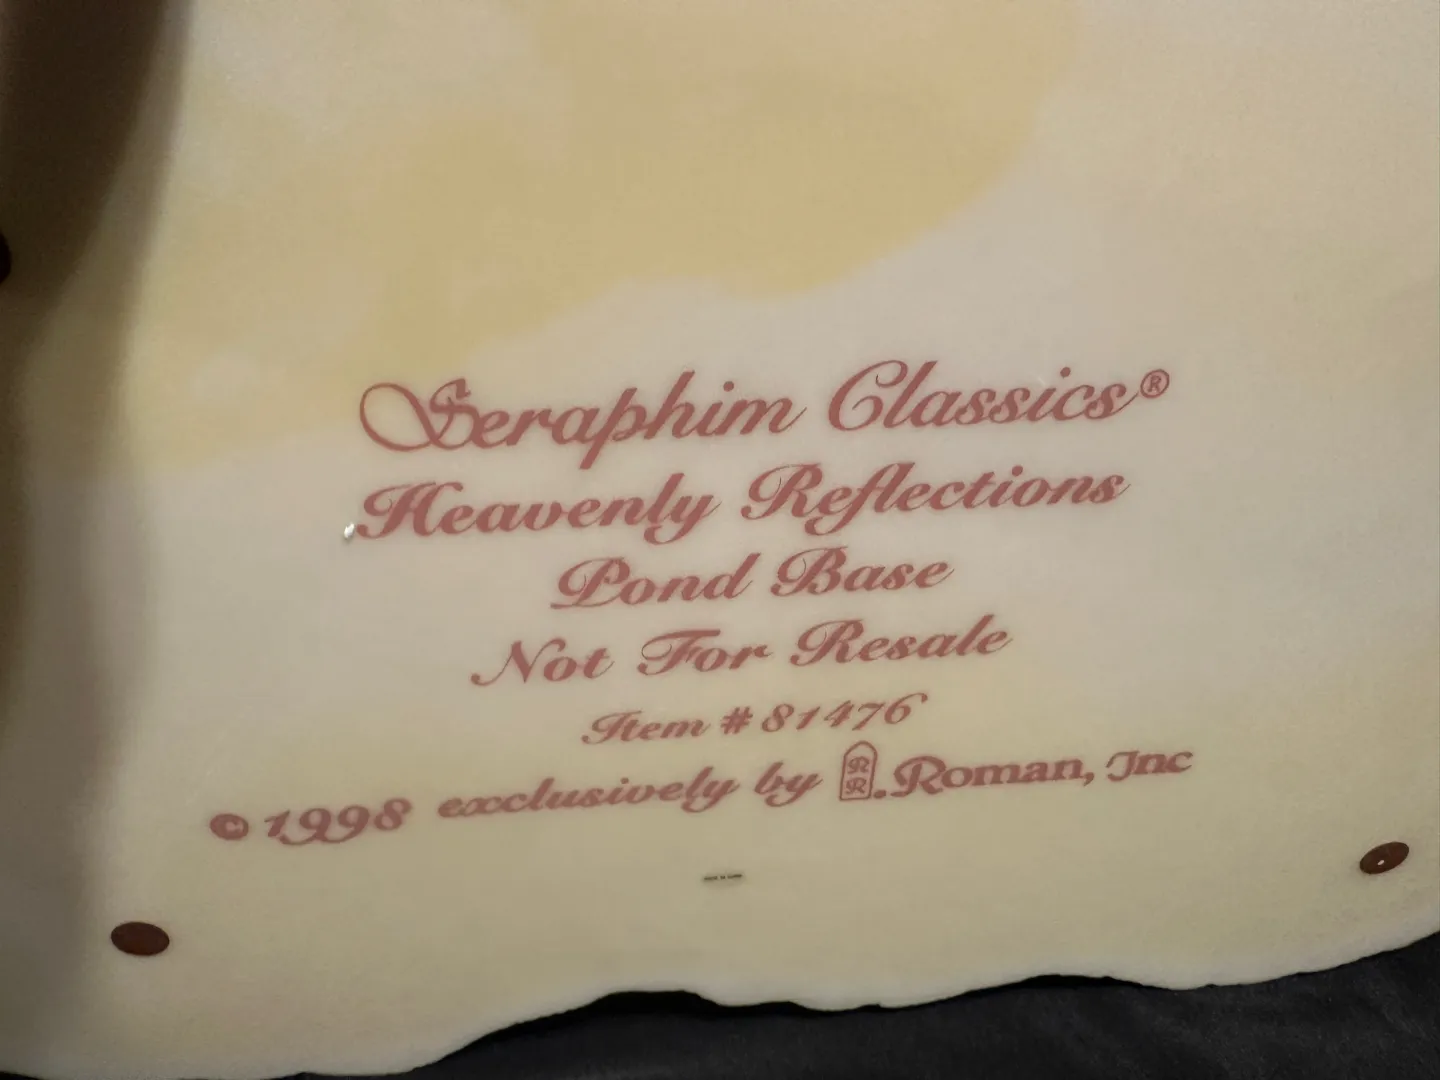 Seraphim Classics®
Heavenly Reflections
Pond Base
Not For Resale
Item # 81476
© 1998 exclusively by R R. Roman, Inc